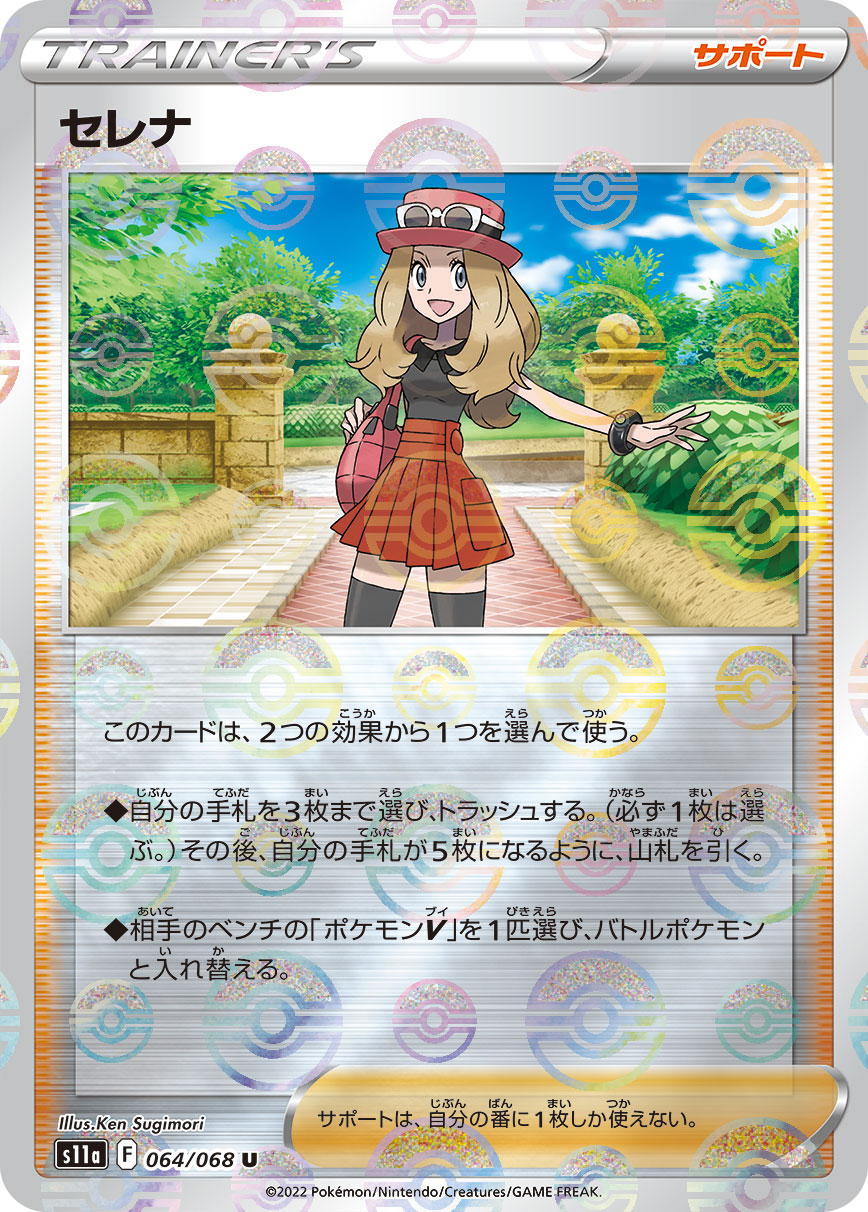 TRAINER'S サポート
セレナ
このカードは、2つの効果から1つを選んで使う。
◆自分の手札を3枚まで選び、トラッシュする。（必ず1枚は選
ぶ。）その後、自分の手札が5枚になるように、山札を引く。
◆相手のベンチの「ポケモンV」を1匹選び、バトルポケモン
と入れ替える。
Illus.Ken Sugimori
サポートは、自分の番に1枚しか使えない。
s11a F 064/068 U
©2022 Pokémon/Nintendo/Creatures/GAME FREAK.